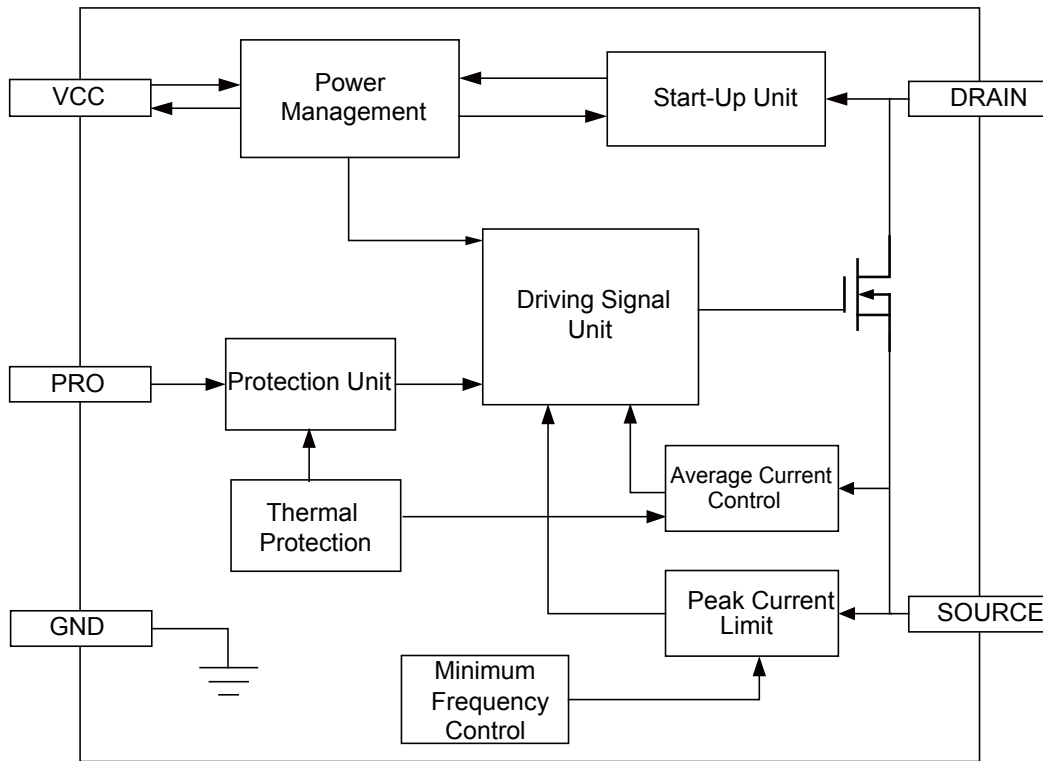 VCC
Power
Management
Start-Up Unit
DRAIN
Driving Signal
Unit
PRO
Protection Unit
Average Current
Control
Thermal
Protection
GND
Peak Current
Limit
SOURCE
Minimum
Frequency
Control